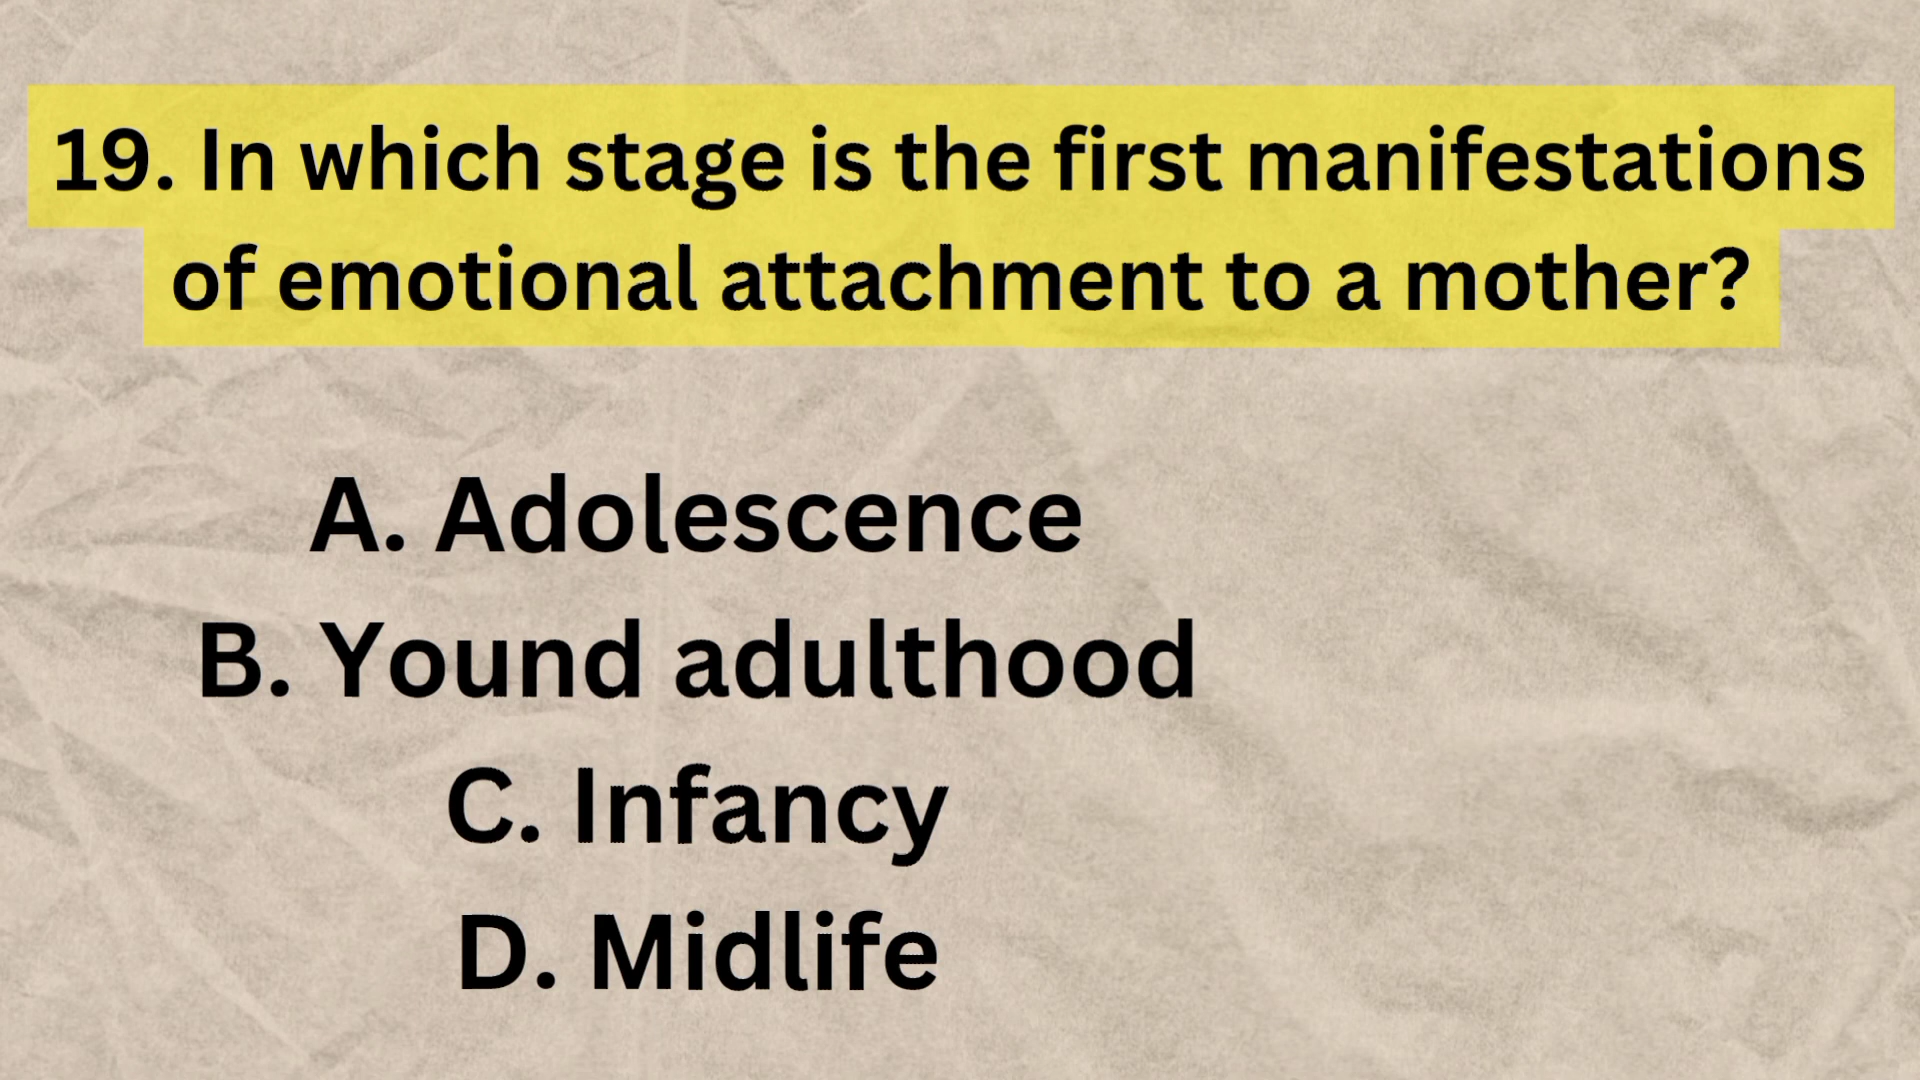 19. In which stage is the first manifestations
of emotional attachment to a mother?
A. Adolescence
B. Yound adulthood
C. Infancy
D. Midlife